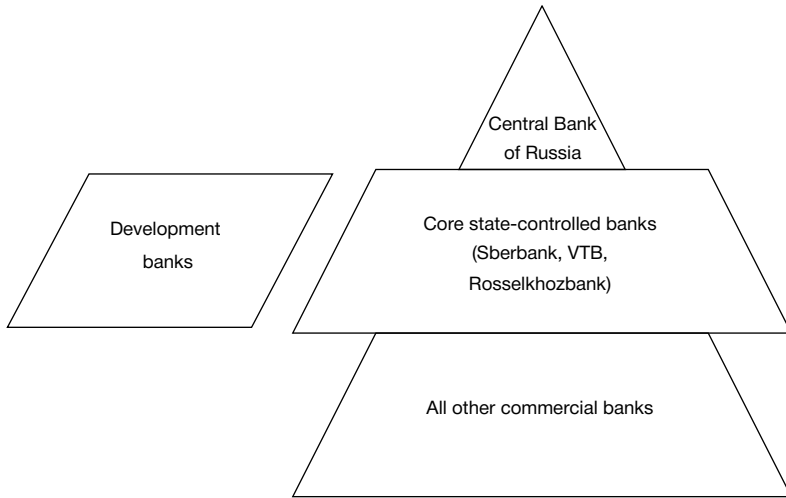 Central Bank
of Russia
Development
banks
Core state-controlled banks
(Sberbank, VTB,
Rosselkhozbank)
All other commercial banks